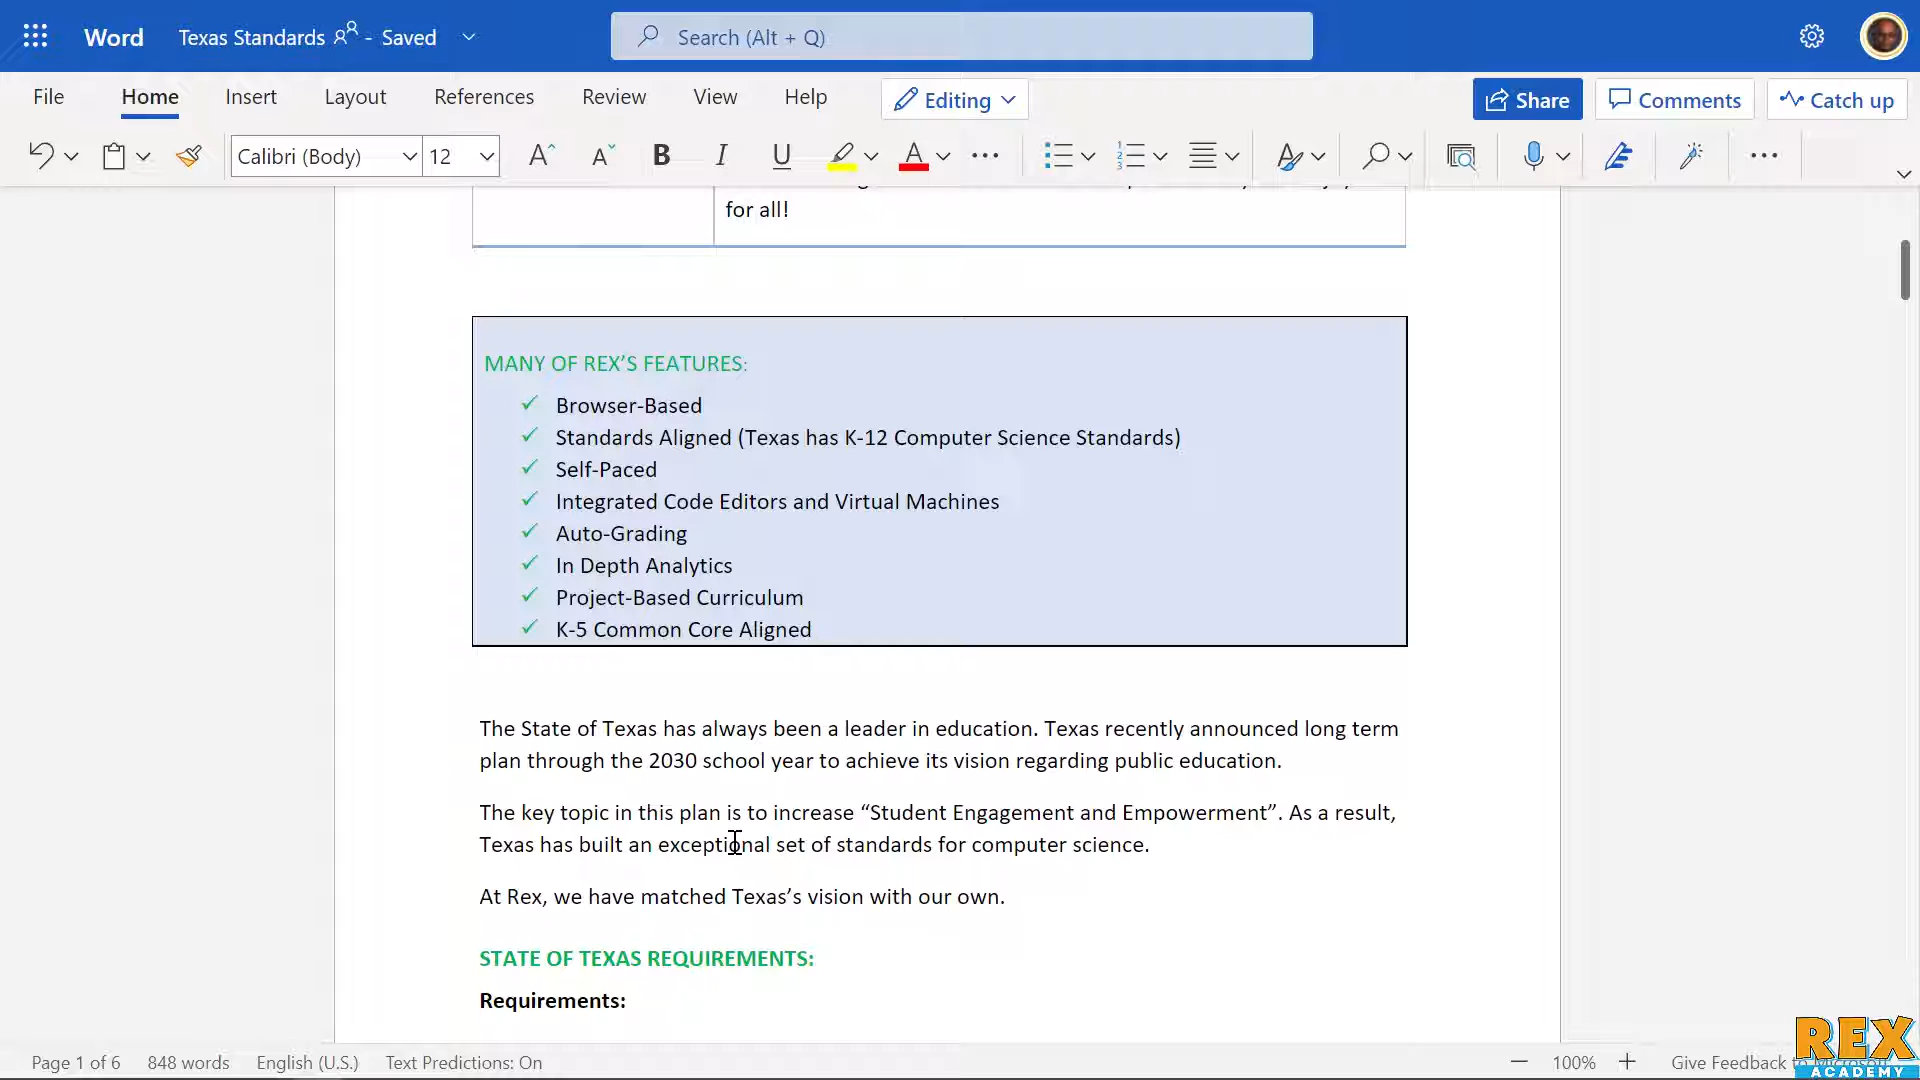 Word
Texas Standards - Saved
Search (Alt + Q)
File Home Insert Layout References Review View Help Editing Share Comments Catch up
Calibri (Body) 12 A A B I U A
for all!
MANY OF REX’S FEATURES:
Browser-Based
Standards Aligned (Texas has K-12 Computer Science Standards)
Self-Paced
Integrated Code Editors and Virtual Machines
Auto-Grading
In Depth Analytics
Project-Based Curriculum
K-5 Common Core Aligned
The State of Texas has always been a leader in education. Texas recently announced long term
plan through the 2030 school year to achieve its vision regarding public education.
The key topic in this plan is to increase “Student Engagement and Empowerment”. As a result,
Texas has built an exceptional set of standards for computer science.
At Rex, we have matched Texas’s vision with our own.
STATE OF TEXAS REQUIREMENTS:
Requirements:
Page 1 of 6 848 words English (U.S.) Text Predictions: On 100% Give Feedback
REX
ACADEMY